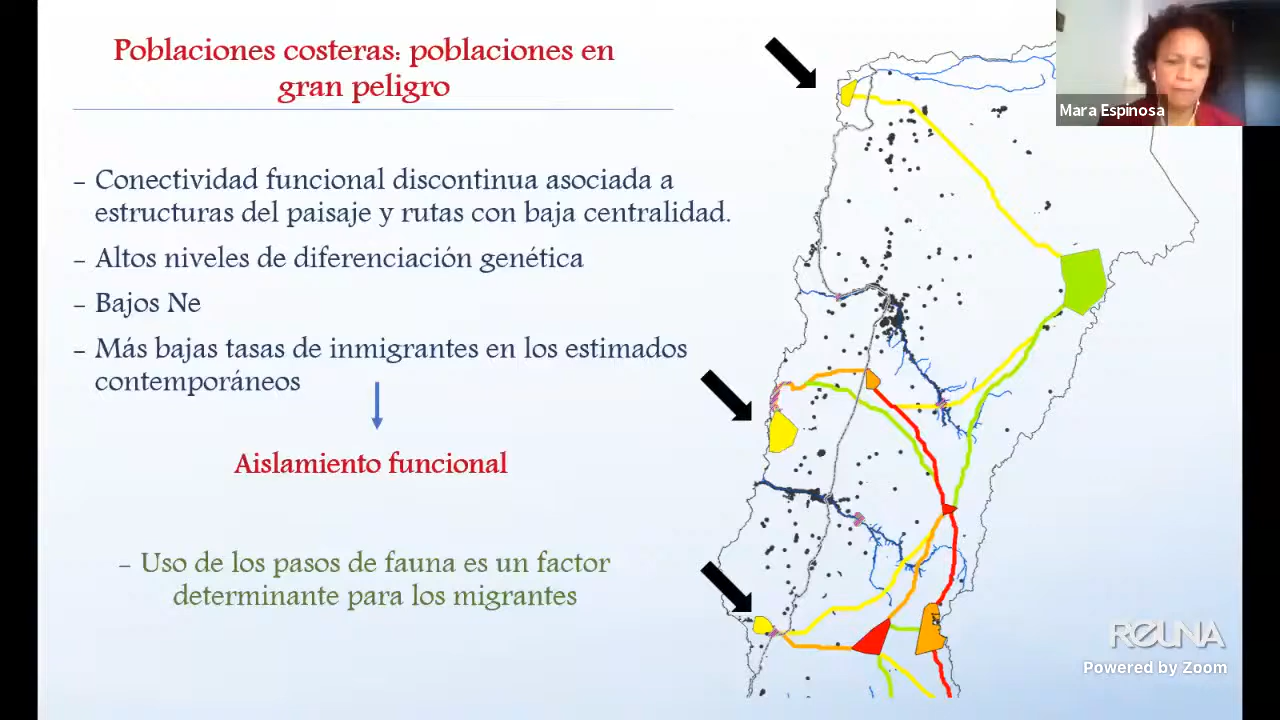 Poblaciones costeras: poblaciones en
gran peligro
- Conectividad funcional discontinua asociada a
estructuras del paisaje y rutas con baja centralidad.
- Altos niveles de diferenciación genética
- Bajos Ne
- Más bajas tasas de inmigrantes en los estimados
contemporáneos
Aislamiento funcional
- Uso de los pasos de fauna es un factor
determinante para los migrantes
Mara Espinosa
REUNA
Powered by Zoom